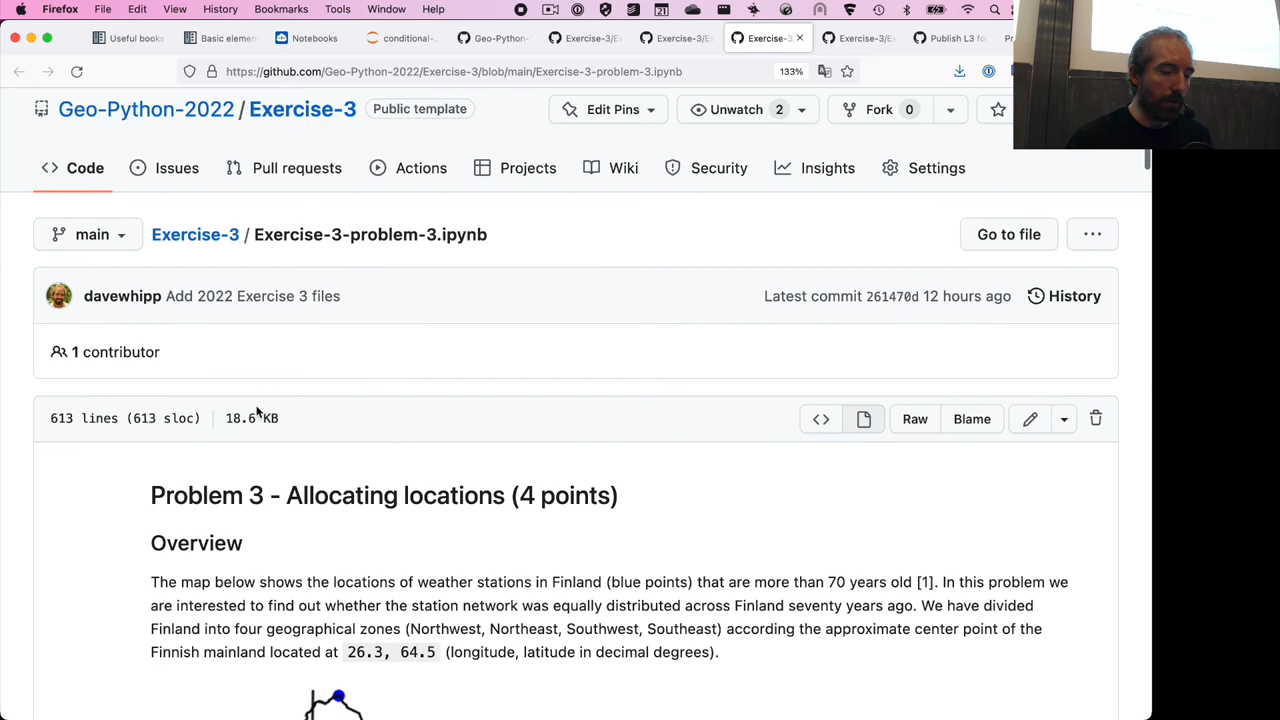 Firefox File Edit View History Bookmarks Tools Window Help
Useful books Basic elemen Notebooks conditional- Geo-Python- Exercise-3/Ex Exercise-3/Ex Exercise-3 Exercise-3/Ex Publish L3 fo
https://github.com/Geo-Python-2022/Exercise-3/blob/main/Exercise-3-problem-3.ipynb 133%
Geo-Python-2022 / Exercise-3 Public template Edit Pins Unwatch 2 Fork 0
Code Issues Pull requests Actions Projects Wiki Security Insights Settings
main Exercise-3 / Exercise-3-problem-3.ipynb Go to file ...
davewhipp Add 2022 Exercise 3 files Latest commit 261470d 12 hours ago History
1 contributor
613 lines (613 sloc) 18.6 KB Raw Blame
Problem 3 - Allocating locations (4 points)
Overview
The map below shows the locations of weather stations in Finland (blue points) that are more than 70 years old [1]. In this problem we
are interested to find out whether the station network was equally distributed across Finland seventy years ago. We have divided
Finland into four geographical zones (Northwest, Northeast, Southwest, Southeast) according the approximate center point of the
Finnish mainland located at 26.3, 64.5 (longitude, latitude in decimal degrees).